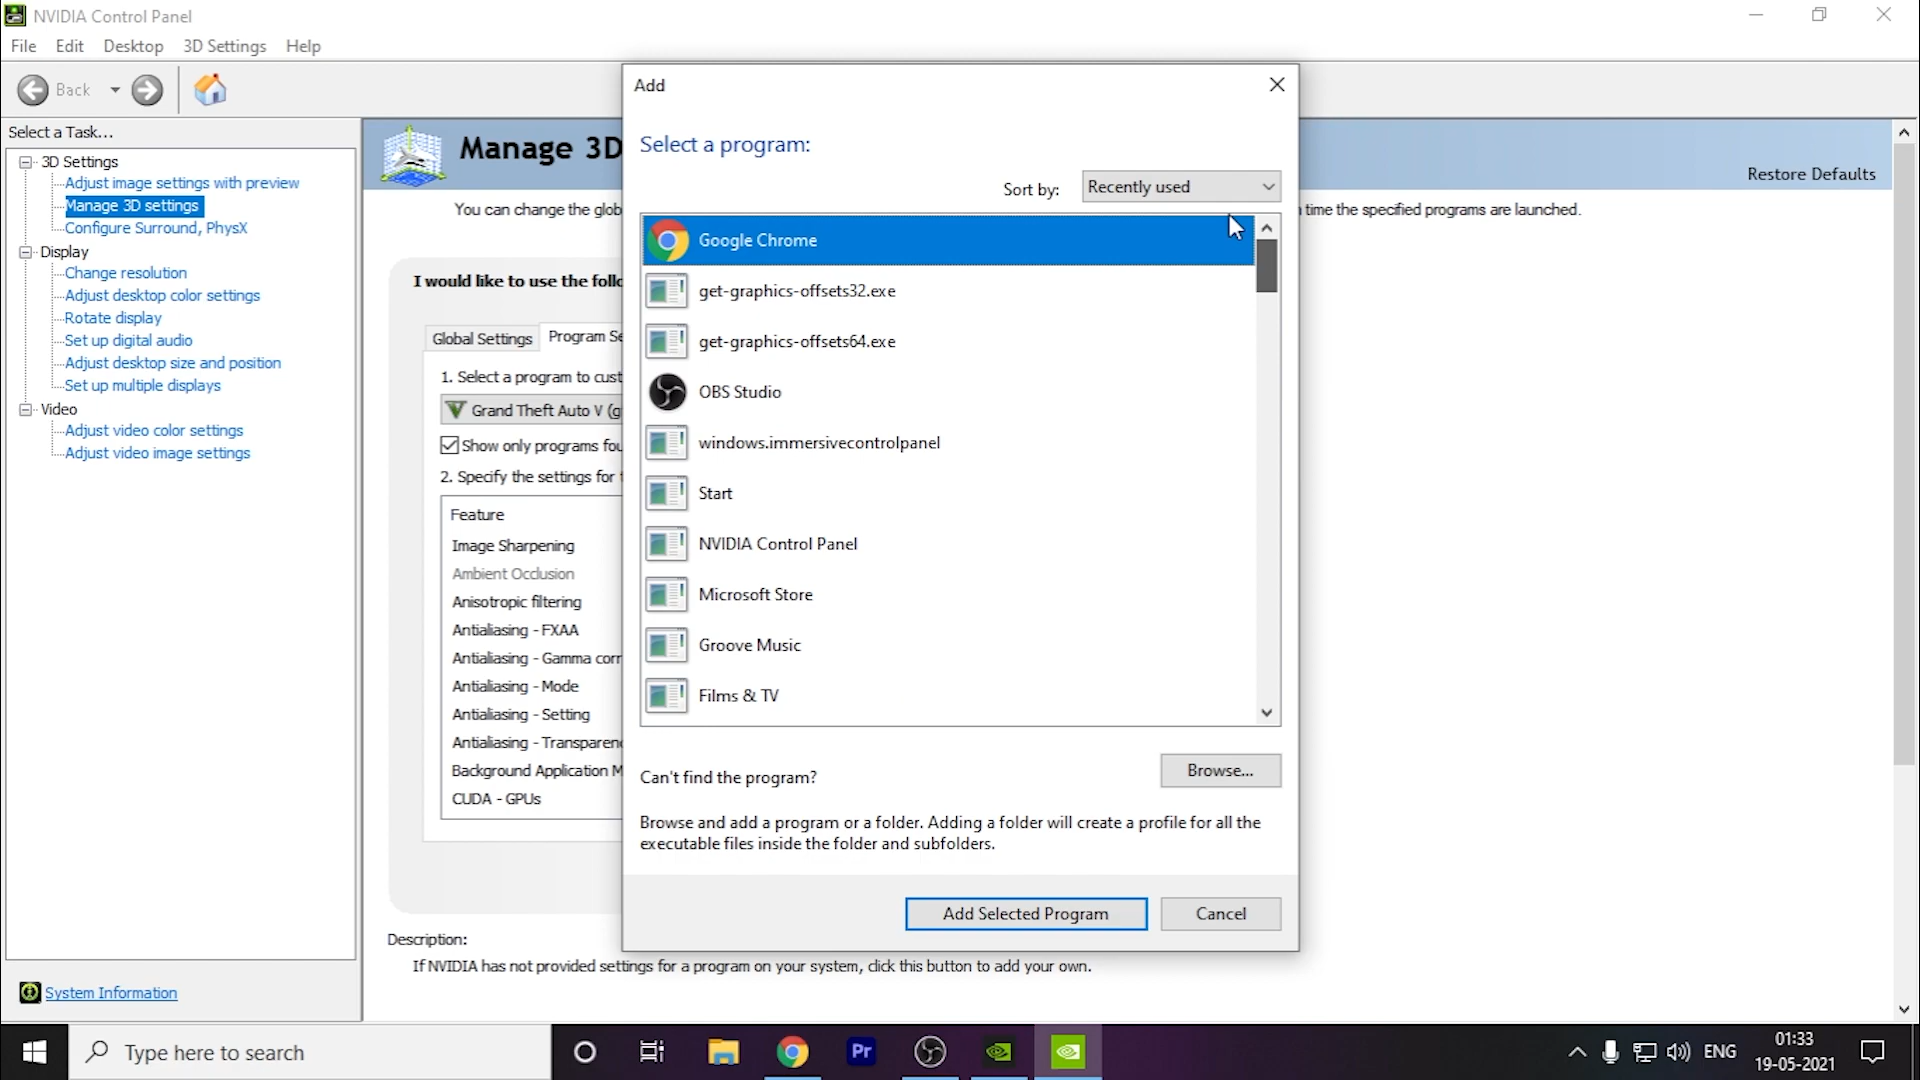 NVIDIA Control Panel
File Edit Desktop 3D Settings Help
Back
Select a Task...
3D Settings
Adjust image settings with preview
Manage 3D settings
Configure Surround, PhysX
Display
Change resolution
Adjust desktop color settings
Rotate display
Set up digital audio
Adjust desktop size and position
Set up multiple displays
Video
Adjust video color settings
Adjust video image settings
System Information
Manage 3D
Restore Defaults
You can change the glob
n time the specified programs are launched.
I would like to use the follo
Global Settings Program Se
1. Select a program to cust
Grand Theft Auto V (g
Show only programs fou
2. Specify the settings for t
Feature
Image Sharpening
Ambient Occlusion
Anisotropic filtering
Antialiasing - FXAA
Antialiasing - Gamma corr
Antialiasing - Mode
Antialiasing - Setting
Antialiasing - Transparenc
Background Application M
CUDA - GPUs
Description:
If NVIDIA has not provided settings for a program on your system, click this button to add your own.
Add
Select a program:
Sort by: Recently used
Google Chrome
get-graphics-offsets32.exe
get-graphics-offsets64.exe
OBS Studio
windows.immersivecontrolpanel
Start
NVIDIA Control Panel
Microsoft Store
Groove Music
Films & TV
Can't find the program?
Browse...
Browse and add a program or a folder. Adding a folder will create a profile for all the
executable files inside the folder and subfolders.
Add Selected Program Cancel
Type here to search
Pr
ENG
01:33
19-05-2021